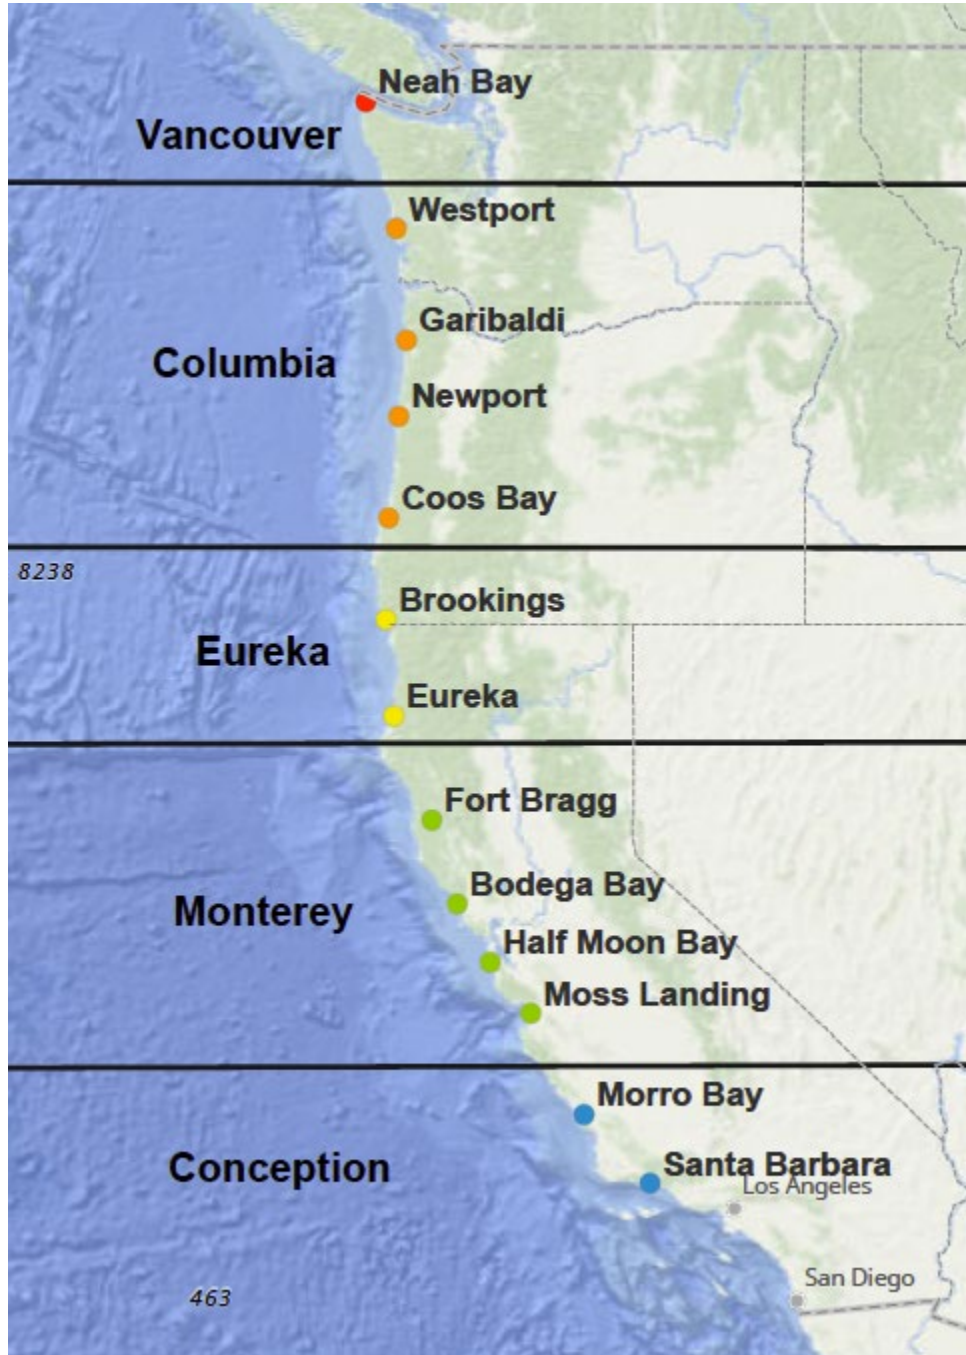 Neah Bay
Vancouver
Westport
Garibaldi
Columbia
Newport
Coos Bay
8238
Brookings
Eureka
Eureka
Fort Bragg
Bodega Bay
Monterey
Half Moon Bay
Moss Landing
Morro Bay
Conception
Santa Barbara
Los Angeles
San Diego
463